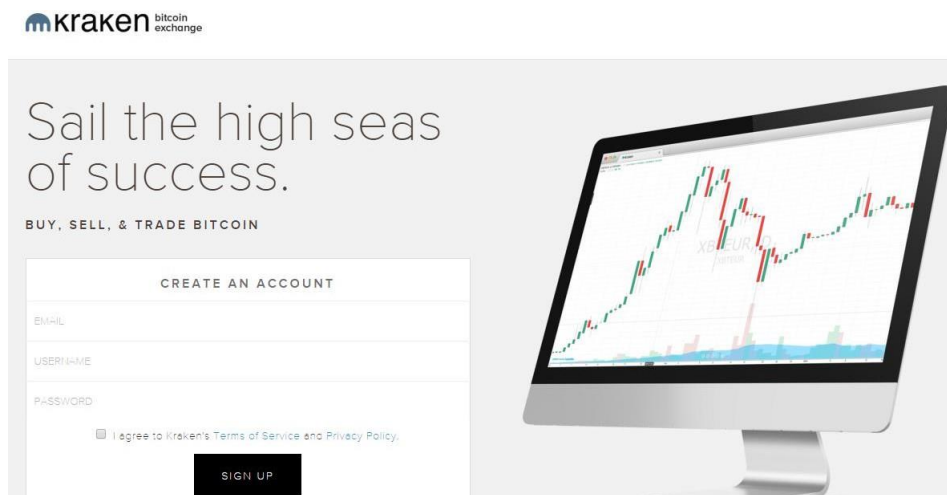 kraken bitcoin
exchange
Sail the high seas
of success.
BUY, SELL, & TRADE BITCOIN
CREATE AN ACCOUNT
EMAIL
USERNAME
PASSWORD
I agree to Kraken's Terms of Service and Privacy Policy.
SIGN UP